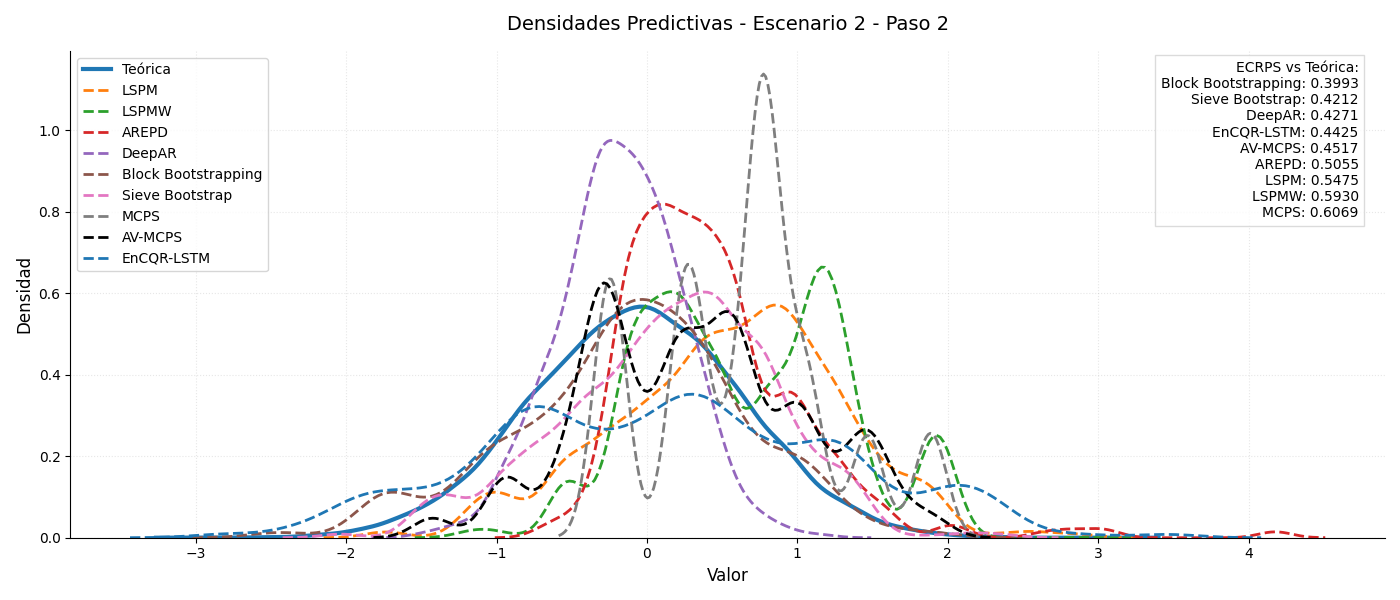 Densidades Predictivas - Escenario 2 - Paso 2
Teórica
LSPM
LSPMW
AREPD
DeepAR
Block Bootstrapping
Sieve Bootstrap
MCPS
AV-MCPS
EnCQR-LSTM
ECRPS vs Teórica:
Block Bootstrapping: 0.3993
Sieve Bootstrap: 0.4212
DeepAR: 0.4271
EnCQR-LSTM: 0.4425
AV-MCPS: 0.4517
AREPD: 0.5055
LSPM: 0.5475
LSPMW: 0.5930
MCPS: 0.6069
Densidad
1.0
0.8
0.6
0.4
0.2
0.0
−3 −2 −1 0 1 2 3 4
Valor